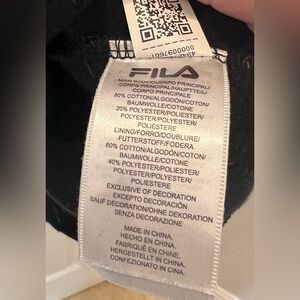 FILA
MAIN BODY/CUERPO PRINCIPAL/
CORPS PRINCIPAL/HAUPTTEIL/
CORPO PRINCIPALE
80% COTTON/ALGODÓN/COTON/
BAUMWOLLE/COTONE
20% POLYESTER/POLYESTER/
POLYESTER/POLYESTER/
POLIESTERE
LINING/FORRO/DOUBLURE/
FUTTERSTOFF/FODERA
60% COTTON/ALGODÓN/COTON/
BAUMWOLLE/COTONE
40% POLYESTER/POLYESTER/
POLYESTER/POLYESTER/
POLIESTERE
EXCLUSIVE OF DECORATION
EXCEPTO DECORACIÓN
SAUF DÉCORATION/OHNE DEKORATION
SENZA DECORAZIONE
MADE IN CHINA,
HECHO EN CHINA.
FABRIQUÉ EN CHINE.
HERGESTELLT IN CHINA.
CONFEZIONATO IN CINA.